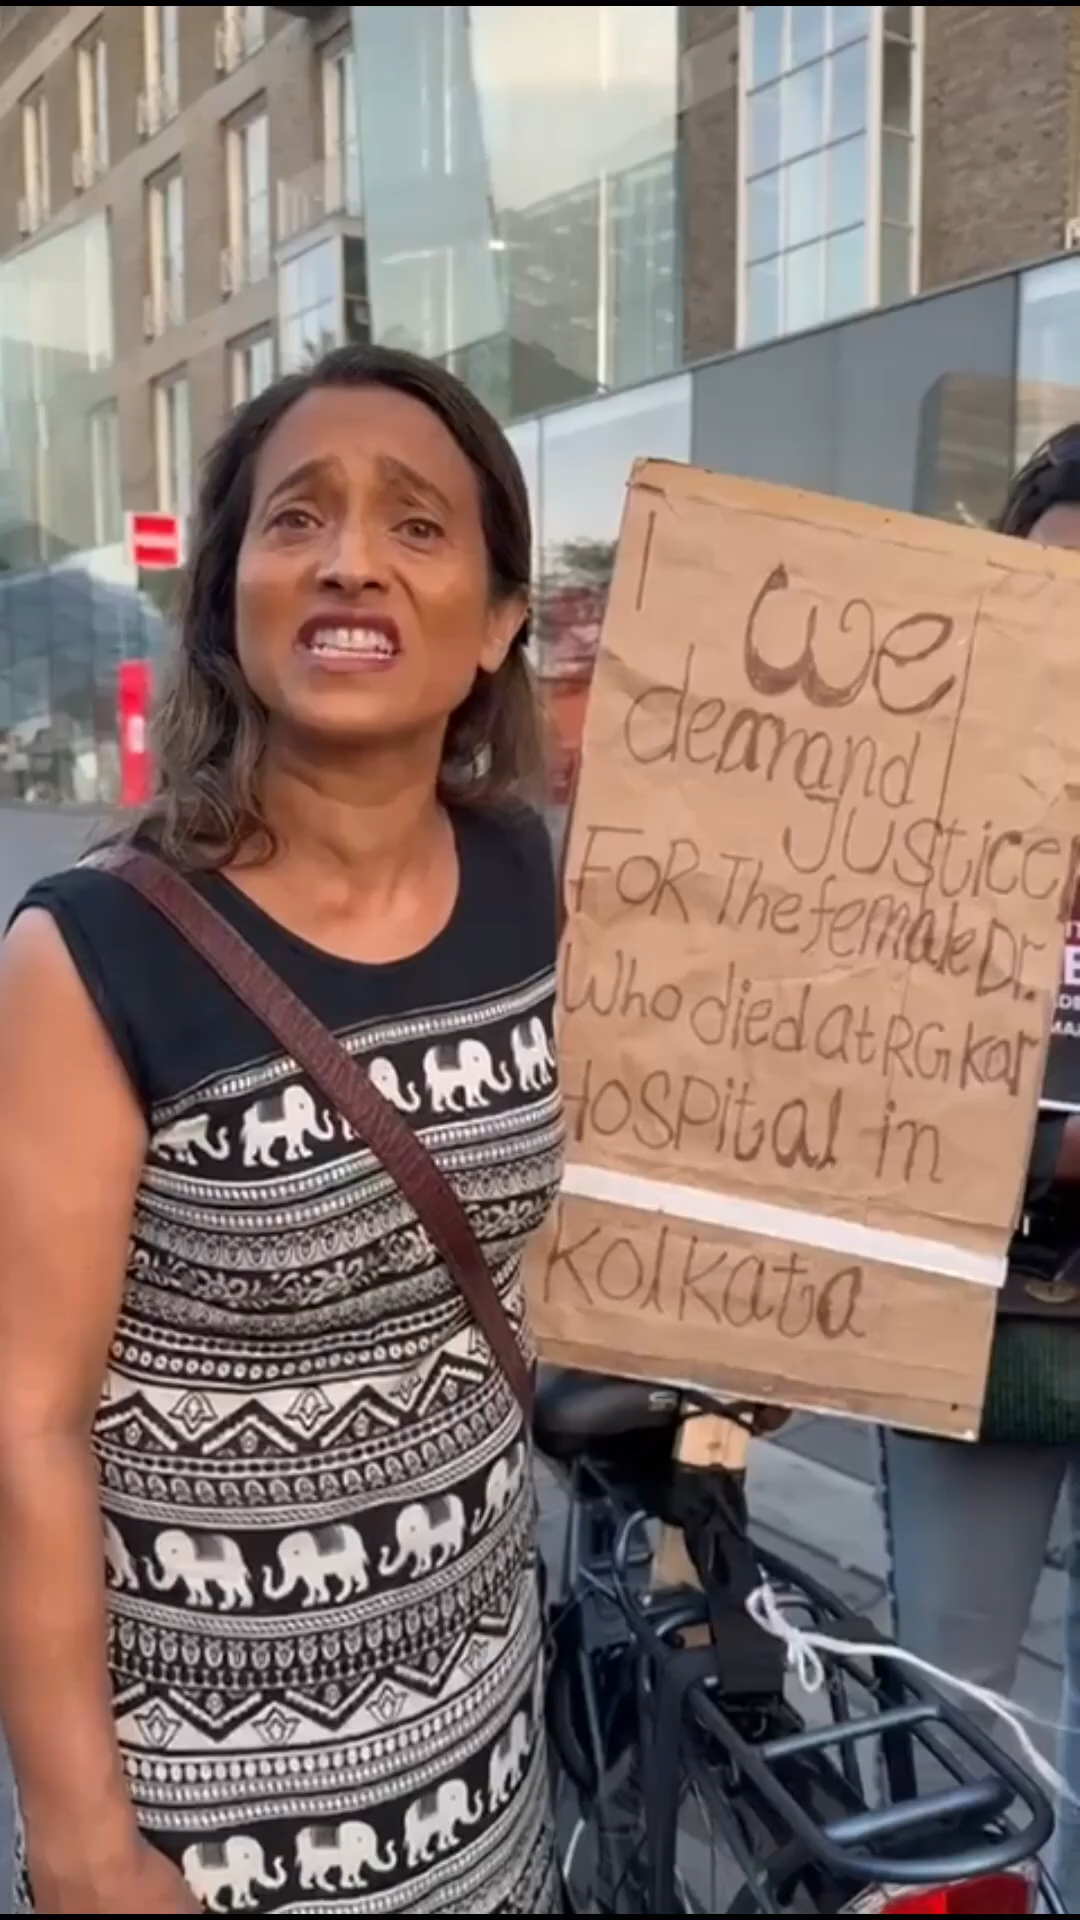 we
demand
Justice
FOR The female Dr.
Who died at RG kar
Hospital in
Kolkata